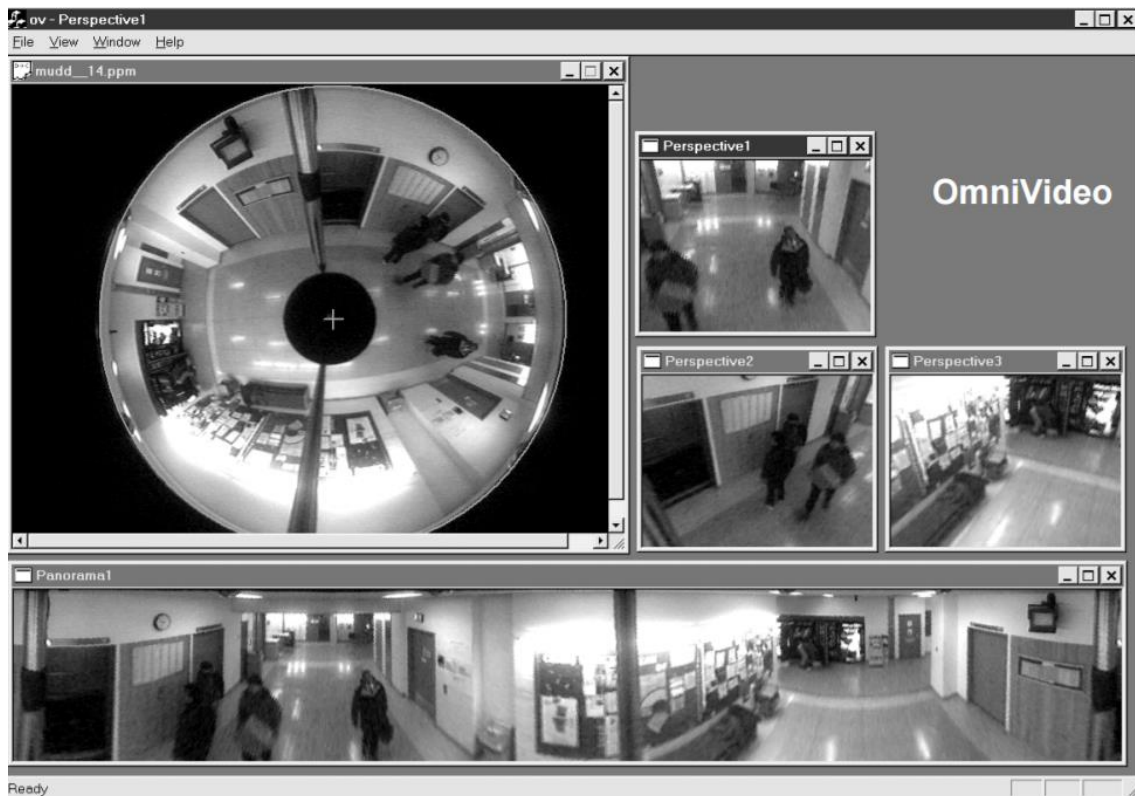 ov - Perspective1
File View Window Help
mudd__14.ppm
Perspective1
OmniVideo
Perspective2
Perspective3
Panorama1
Ready